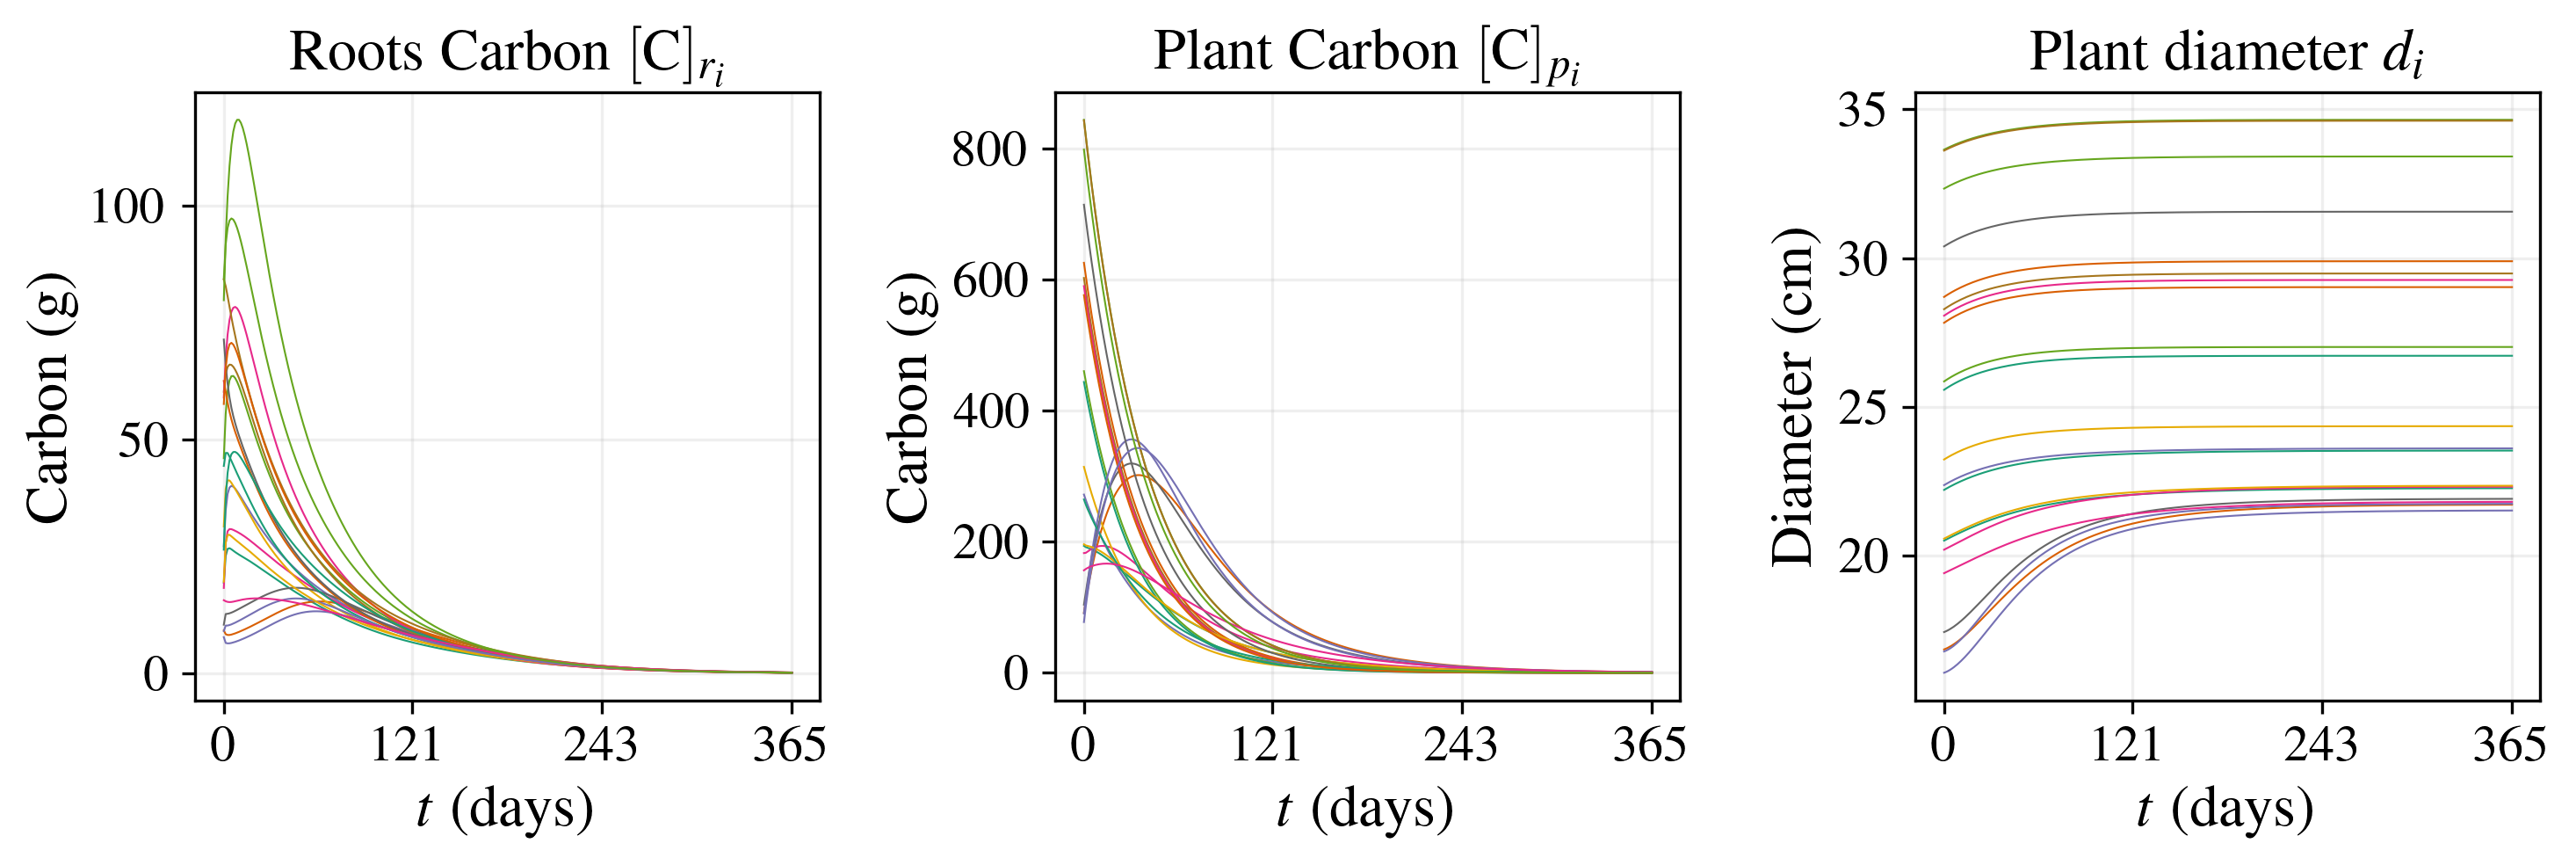 Roots Carbon [C]_{r_i}
Carbon (g)
100
50
0
0 121 243 365
t (days)
Plant Carbon [C]_{p_i}
Carbon (g)
800
600
400
200
0
0 121 243 365
t (days)
Plant diameter d_i
Diameter (cm)
35
30
25
20
0 121 243 365
t (days)